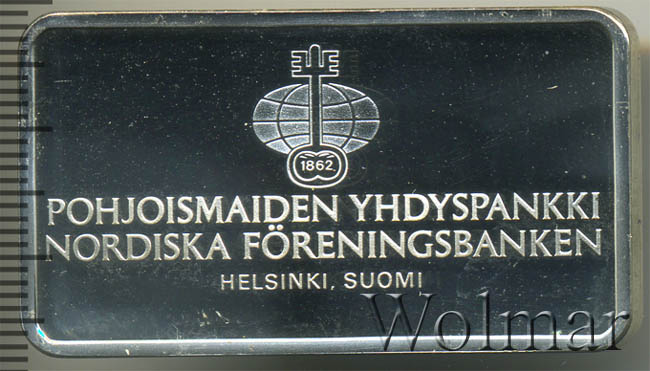 1862
POHJOISMAIDEN YHDYSPANKKI
NORDISKA FÖRENINGSBANKEN
HELSINKI, SUOMI
Wolmar